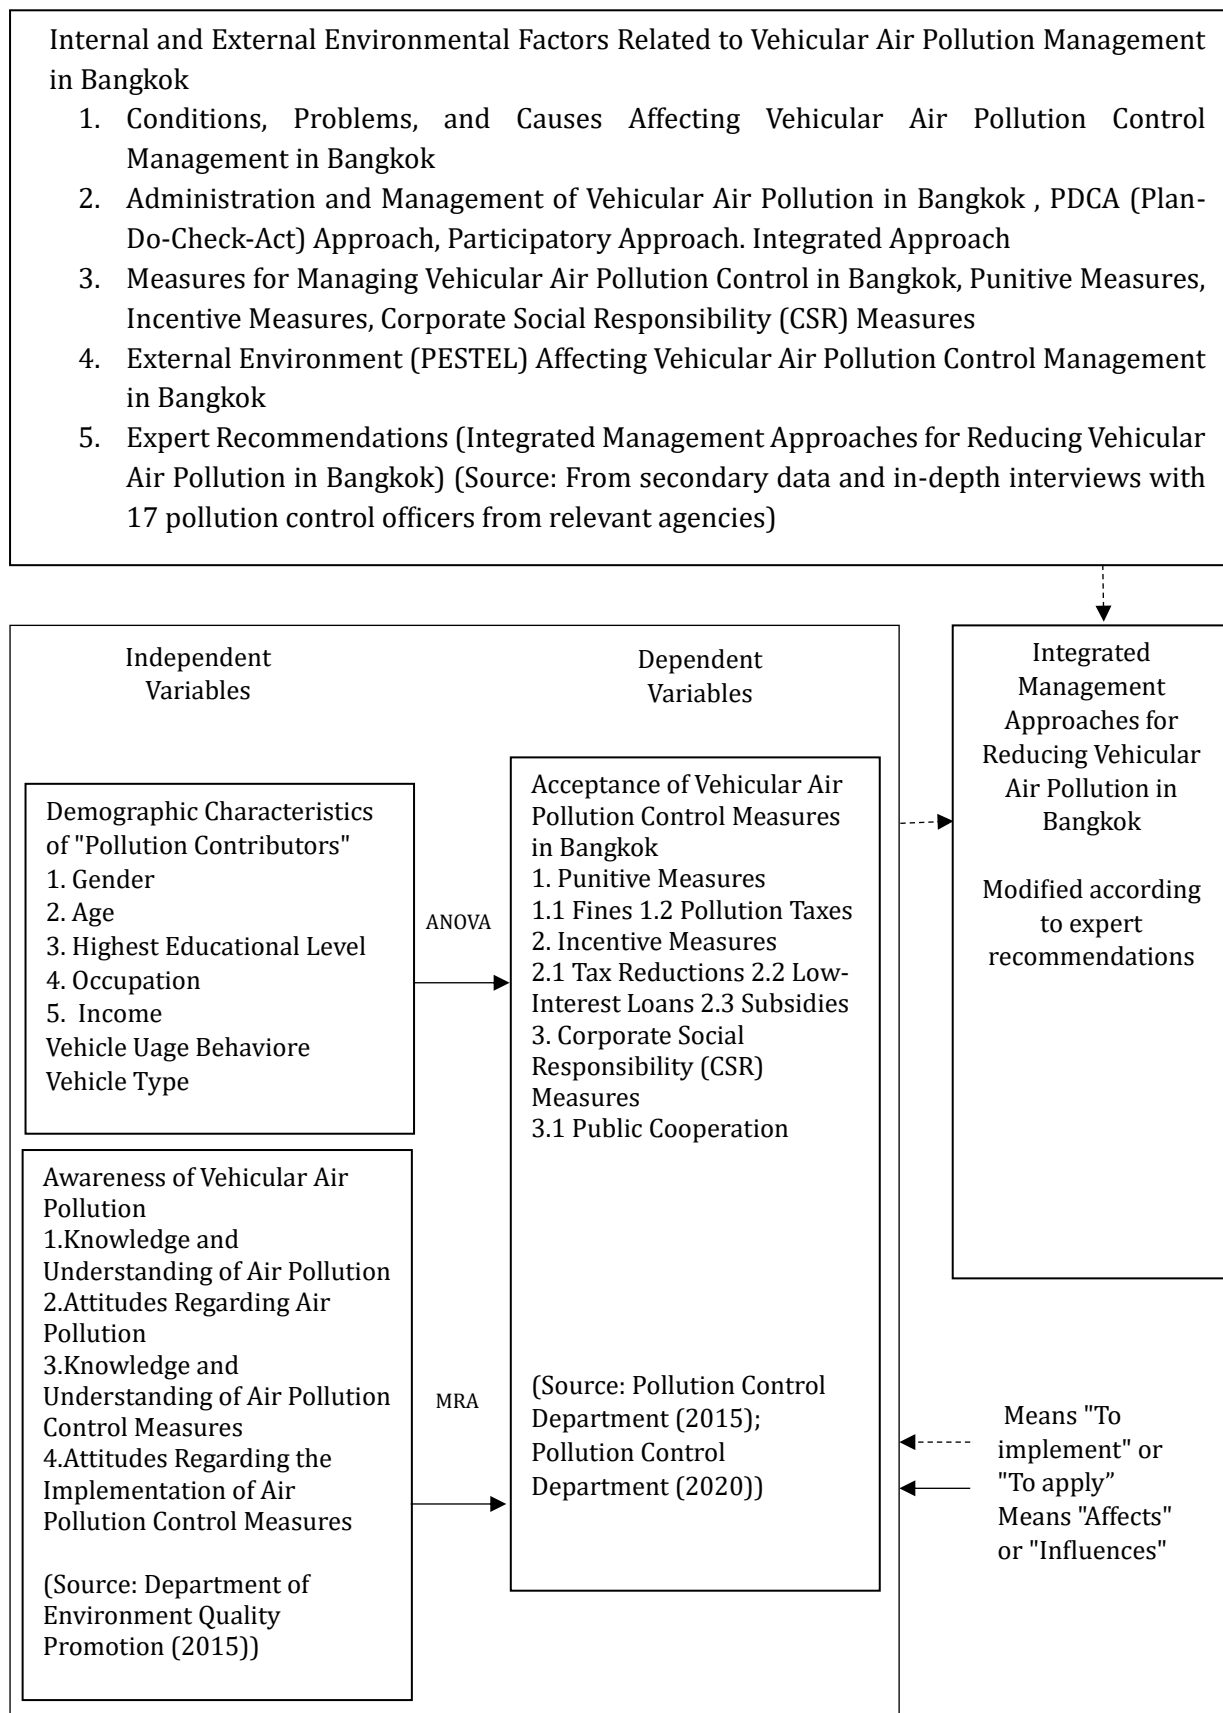 Internal and External Environmental Factors Related to Vehicular Air Pollution Management
in Bangkok
1. Conditions, Problems, and Causes Affecting Vehicular Air Pollution Control
Management in Bangkok
2. Administration and Management of Vehicular Air Pollution in Bangkok , PDCA (Plan-
Do-Check-Act) Approach, Participatory Approach. Integrated Approach
3. Measures for Managing Vehicular Air Pollution Control in Bangkok, Punitive Measures,
Incentive Measures, Corporate Social Responsibility (CSR) Measures
4. External Environment (PESTEL) Affecting Vehicular Air Pollution Control Management
in Bangkok
5. Expert Recommendations (Integrated Management Approaches for Reducing Vehicular
Air Pollution in Bangkok) (Source: From secondary data and in-depth interviews with
17 pollution control officers from relevant agencies)
Independent
Variables
Demographic Characteristics
of "Pollution Contributors"
1. Gender
2. Age
3. Highest Educational Level
4. Occupation
5.  Income
Vehicle Uage Behaviore
Vehicle Type
Awareness of Vehicular Air
Pollution
1.Knowledge and
Understanding of Air Pollution
2.Attitudes Regarding Air
Pollution
3.Knowledge and
Understanding of Air Pollution
Control Measures
4.Attitudes Regarding the
Implementation of Air
Pollution Control Measures
(Source: Department of
Environment Quality
Promotion (2015))
ANOVA
MRA
Dependent
Variables
Acceptance of Vehicular Air
Pollution Control Measures
in Bangkok
1. Punitive Measures
1.1 Fines 1.2 Pollution Taxes
2. Incentive Measures
2.1 Tax Reductions 2.2 Low-
Interest Loans 2.3 Subsidies
3. Corporate Social
Responsibility (CSR)
Measures
3.1 Public Cooperation
(Source: Pollution Control
Department (2015);
Pollution Control
Department (2020))
Integrated
Management
Approaches for
Reducing Vehicular
Air Pollution in
Bangkok
Modified according
to expert
recommendations
Means "To
implement" or
"To apply”
Means "Affects"
or "Influences"